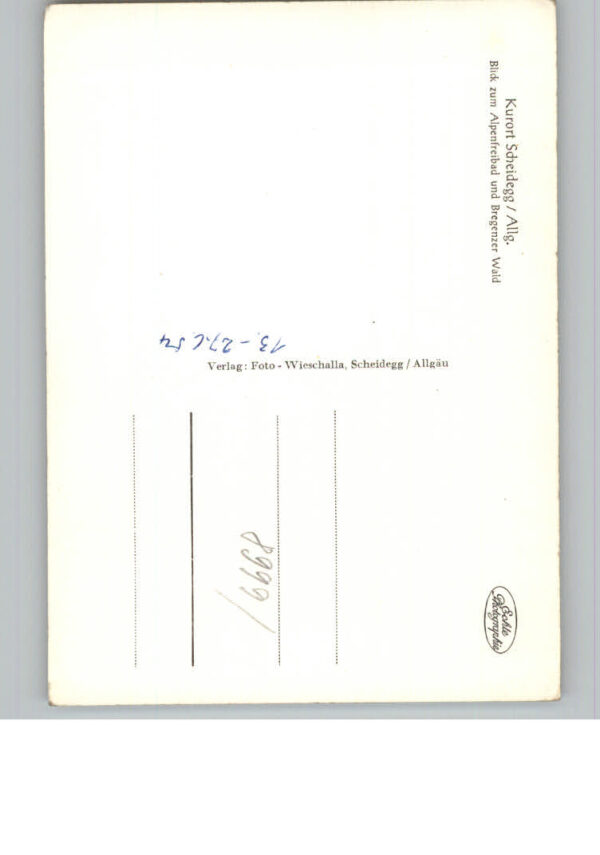 Kurort Scheidegg / Allg.
Blick zum Alpenfreibad und Bregenzer Wald
13.-27.6.54
Verlag: Foto - Wieschalla, Scheidegg / Allgäu
Echte
Photographie